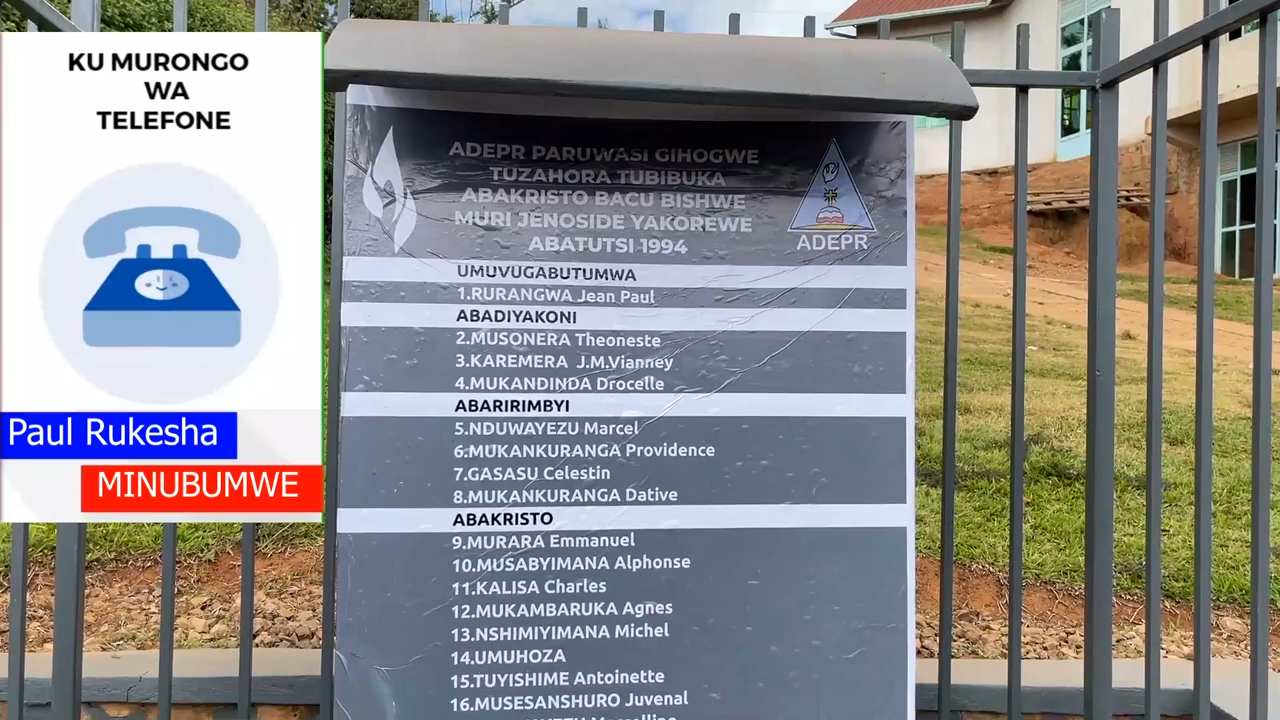 KU MURONGO
WA
TELEFONE
Paul Rukesha
MINUBUMWE
ADEPR PARUWASI GIHOGWE
TUZAHORA TUBIBUKA
ABAKRISTO BACU BISHWE
MURI JENOSIDE YAKOREWE
ABATUTSI 1994
ADEPR
UMUVUGABUTUMWA
1.RURANGWA Jean Paul
ABADIYAKONI
2.MUSONERA Theoneste
3.KAREMERA J.M.Vianney
4.MUKANDINDA Drocelle
ABARIRIMBYI
5.NDUWAYEZU Marcel
6.MUKANKURANGA Providence
7.GASASU Celestin
8.MUKANKURANGA Dative
ABAKRISTO
9.MURARA Emmanuel
10.MUSABYIMANA Alphonse
11.KALISA Charles
12.MUKAMBARUKA Agnes
13.NSHIMIYIMANA Michel
14.UMUHOZA
15.TUYISHIME Antoinette
16.MUSESANSHURO Juvenal